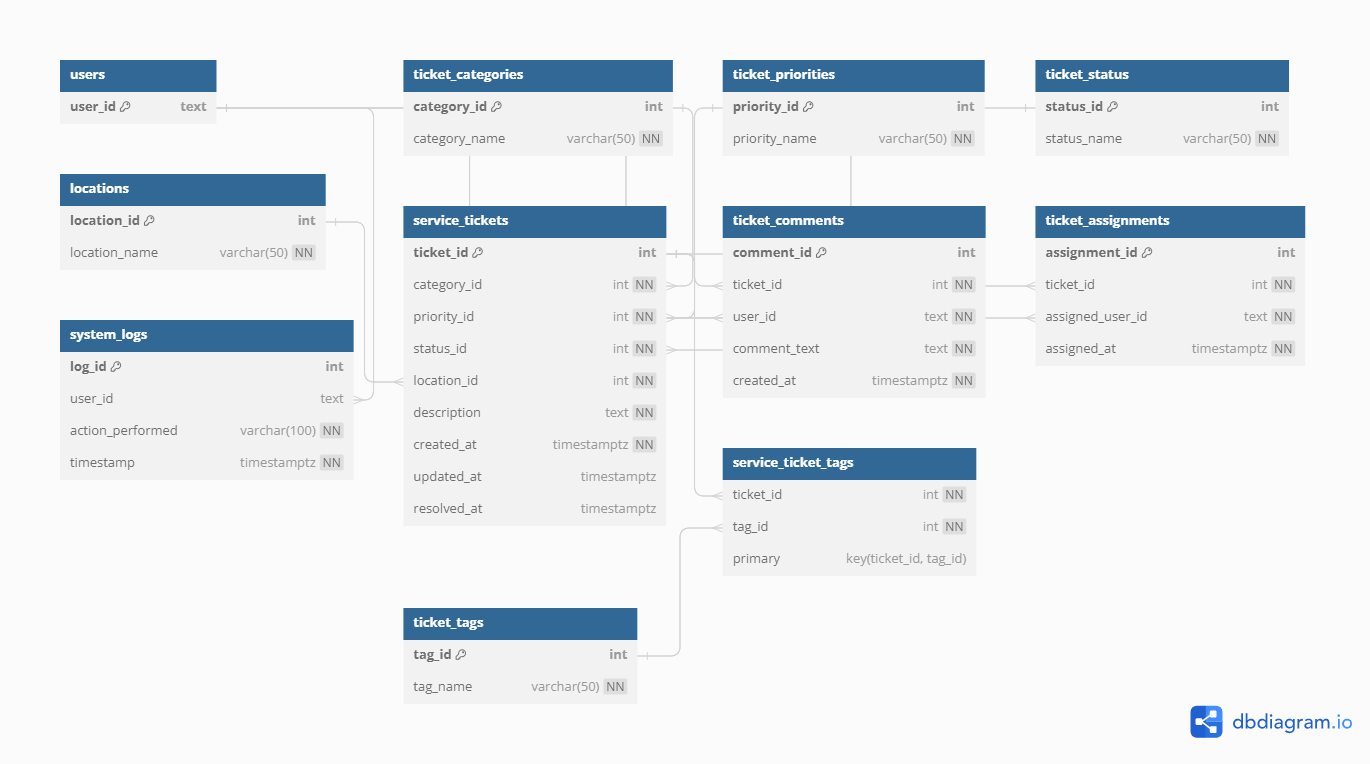 users
user_id text
ticket_categories
category_id int
category_name varchar(50) NN
ticket_priorities
priority_id int
priority_name varchar(50) NN
ticket_status
status_id int
status_name varchar(50) NN
locations
location_id int
location_name varchar(50) NN
service_tickets
ticket_id int
category_id int NN
priority_id int NN
status_id int NN
location_id int NN
description text NN
created_at timestamptz NN
updated_at timestamptz
resolved_at timestamptz
ticket_comments
comment_id int
ticket_id int NN
user_id text NN
comment_text text NN
created_at timestamptz NN
ticket_assignments
assignment_id int
ticket_id int NN
assigned_user_id text NN
assigned_at timestamptz NN
system_logs
log_id int
user_id text
action_performed varchar(100) NN
timestamp timestamptz NN
service_ticket_tags
ticket_id int NN
tag_id int NN
primary key(ticket_id, tag_id)
ticket_tags
tag_id int
tag_name varchar(50) NN
dbdiagram.io